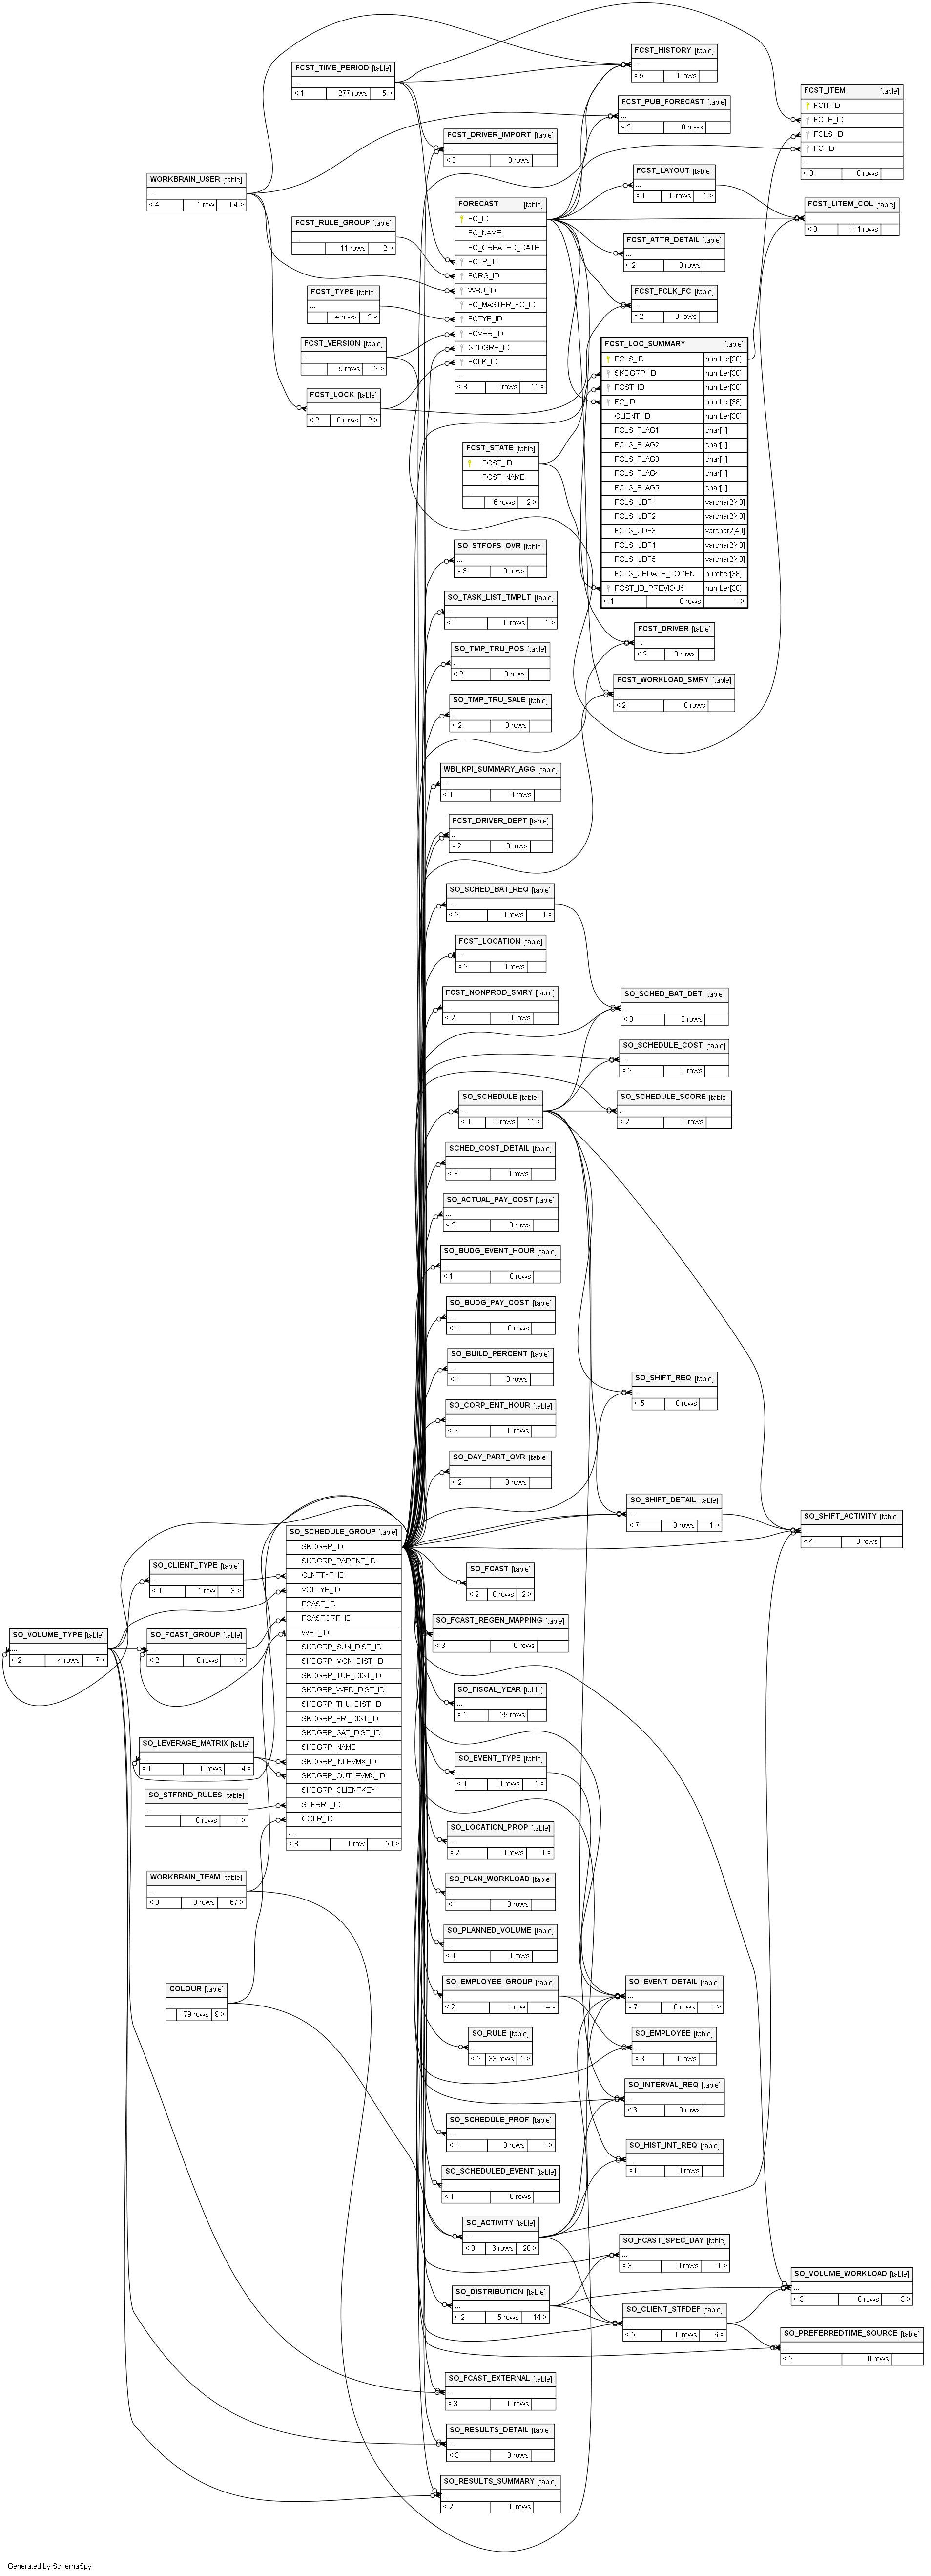 FCST_HISTORY [table]
...
< 5 0 rows
FCST_TIME_PERIOD [table]
...
< 1 277 rows 5 >
FCST_ITEM [table]
FCIT_ID
FCTP_ID
FCLS_ID
FC_ID
...
< 3 0 rows
FCST_PUB_FORECAST [table]
...
< 2 0 rows
FCST_DRIVER_IMPORT [table]
...
< 2 0 rows
FCST_LAYOUT [table]
...
< 1 6 rows 1 >
WORKBRAIN_USER [table]
...
< 4 1 row 64 >
FORECAST [table]
FC_ID
FC_NAME
FC_CREATED_DATE
FCTP_ID
FCRG_ID
WBU_ID
FC_MASTER_FC_ID
FCTYP_ID
FCVER_ID
SKDGRP_ID
FCLK_ID
...
< 8 0 rows 11 >
FCST_LITEM_COL [table]
...
< 3 114 rows
FCST_RULE_GROUP [table]
...
11 rows 2 >
FCST_ATTR_DETAIL [table]
...
< 2 0 rows
FCST_TYPE [table]
...
4 rows 2 >
FCST_FCLK_FC [table]
...
< 2 0 rows
FCST_VERSION [table]
...
5 rows 2 >
FCST_LOC_SUMMARY [table]
FCLS_ID number[38]
SKDGRP_ID number[38]
FCST_ID number[38]
FC_ID number[38]
CLIENT_ID number[38]
FCLS_FLAG1 char[1]
FCLS_FLAG2 char[1]
FCLS_FLAG3 char[1]
FCLS_FLAG4 char[1]
FCLS_FLAG5 char[1]
FCLS_UDF1 varchar2[40]
FCLS_UDF2 varchar2[40]
FCLS_UDF3 varchar2[40]
FCLS_UDF4 varchar2[40]
FCLS_UDF5 varchar2[40]
FCLS_UPDATE_TOKEN number[38]
FCST_ID_PREVIOUS number[38]
< 4 0 rows 1 >
FCST_LOCK [table]
...
< 2 0 rows 2 >
FCST_STATE [table]
FCST_ID
FCST_NAME
...
6 rows 2 >
SO_STFOFS_OVR [table]
...
< 3 0 rows
SO_TASK_LIST_TMPLT [table]
...
< 1 0 rows 1 >
FCST_DRIVER [table]
...
< 2 0 rows
SO_TMP_TRU_POS [table]
...
< 2 0 rows
FCST_WORKLOAD_SMRY [table]
...
< 2 0 rows
SO_TMP_TRU_SALE [table]
...
< 2 0 rows
WBI_KPI_SUMMARY_AGG [table]
...
< 1 0 rows
FCST_DRIVER_DEPT [table]
...
< 2 0 rows
SO_SCHED_BAT_REQ [table]
...
< 2 0 rows 1 >
FCST_LOCATION [table]
...
< 2 0 rows
FCST_NONPROD_SMRY [table]
...
< 2 0 rows
SO_SCHED_BAT_DET [table]
...
< 3 0 rows
SO_SCHEDULE_COST [table]
...
< 2 0 rows
SO_SCHEDULE [table]
...
< 1 0 rows 11 >
SO_SCHEDULE_SCORE [table]
...
< 2 0 rows
SCHED_COST_DETAIL [table]
...
< 8 0 rows
SO_ACTUAL_PAY_COST [table]
...
< 2 0 rows
SO_BUDG_EVENT_HOUR [table]
...
< 1 0 rows
SO_BUDG_PAY_COST [table]
...
< 1 0 rows
SO_BUILD_PERCENT [table]
...
< 1 0 rows
SO_SHIFT_REQ [table]
...
< 5 0 rows
SO_CORP_ENT_HOUR [table]
...
< 2 0 rows
SO_DAY_PART_OVR [table]
...
< 2 0 rows
SO_SHIFT_DETAIL [table]
...
< 7 0 rows 1 >
SO_SHIFT_ACTIVITY [table]
...
< 4 0 rows
SO_SCHEDULE_GROUP [table]
SKDGRP_ID
SKDGRP_PARENT_ID
CLNTTYP_ID
VOLTYP_ID
FCAST_ID
FCASTGRP_ID
WBT_ID
SKDGRP_SUN_DIST_ID
SKDGRP_MON_DIST_ID
SKDGRP_TUE_DIST_ID
SKDGRP_WED_DIST_ID
SKDGRP_THU_DIST_ID
SKDGRP_FRI_DIST_ID
SKDGRP_SAT_DIST_ID
SKDGRP_NAME
SKDGRP_INLEVMX_ID
SKDGRP_OUTLEVMX_ID
SKDGRP_CLIENTKEY
STFRRL_ID
COLR_ID
...
< 8 1 row 59 >
SO_CLIENT_TYPE [table]
...
< 1 1 row 3 >
SO_FCAST [table]
...
< 2 0 rows 2 >
SO_VOLUME_TYPE [table]
...
< 2 4 rows 7 >
SO_FCAST_GROUP [table]
...
< 2 0 rows 1 >
SO_FCAST_REGEN_MAPPING [table]
...
< 3 0 rows
SO_FISCAL_YEAR [table]
...
< 1 29 rows
SO_LEVERAGE_MATRIX [table]
...
< 1 0 rows 4 >
SO_EVENT_TYPE [table]
...
< 1 0 rows 1 >
SO_STFRND_RULES [table]
...
0 rows 1 >
SO_LOCATION_PROP [table]
...
< 2 0 rows 1 >
WORKBRAIN_TEAM [table]
...
< 3 3 rows 67 >
SO_PLAN_WORKLOAD [table]
...
< 1 0 rows
SO_PLANNED_VOLUME [table]
...
< 1 0 rows
COLOUR [table]
...
179 rows 9 >
SO_EMPLOYEE_GROUP [table]
...
< 2 1 row 4 >
SO_EVENT_DETAIL [table]
...
< 7 0 rows 1 >
SO_RULE [table]
...
< 2 33 rows 1 >
SO_EMPLOYEE [table]
...
< 3 0 rows
SO_INTERVAL_REQ [table]
...
< 6 0 rows
SO_SCHEDULE_PROF [table]
...
< 1 0 rows 1 >
SO_HIST_INT_REQ [table]
...
< 6 0 rows
SO_SCHEDULED_EVENT [table]
...
< 1 0 rows
SO_ACTIVITY [table]
...
< 3 6 rows 28 >
SO_FCAST_SPEC_DAY [table]
...
< 3 0 rows 1 >
SO_VOLUME_WORKLOAD [table]
...
< 3 0 rows 3 >
SO_DISTRIBUTION [table]
...
< 2 5 rows 14 >
SO_CLIENT_STFDEF [table]
...
< 5 0 rows 6 >
SO_PREFERREDTIME_SOURCE [table]
...
< 2 0 rows
SO_FCAST_EXTERNAL [table]
...
< 3 0 rows
SO_RESULTS_DETAIL [table]
...
< 3 0 rows
SO_RESULTS_SUMMARY [table]
...
< 2 0 rows
Generated by SchemaSpy